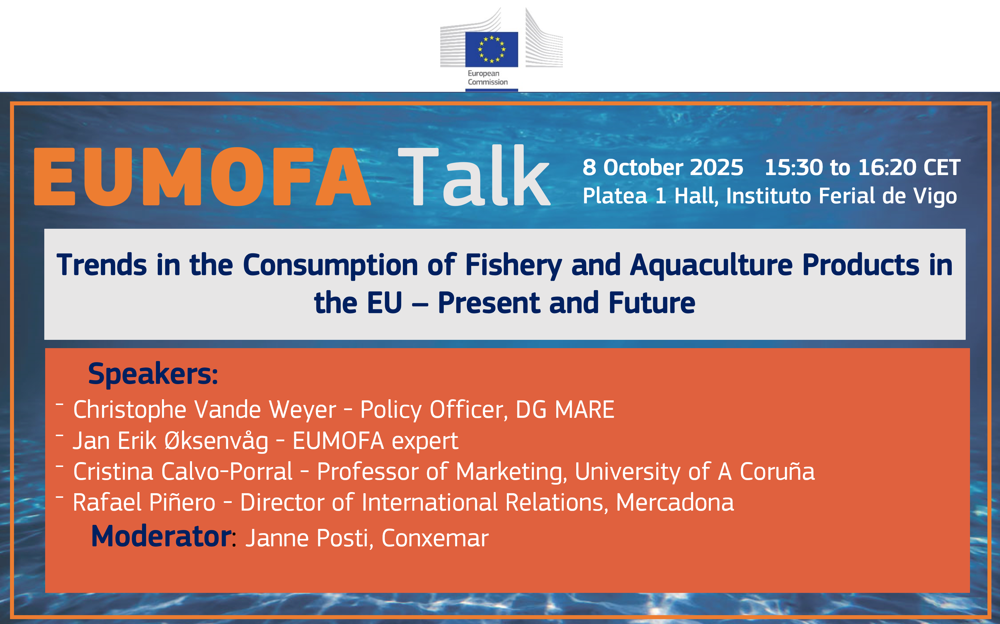 European
Commission
EUMOFA Talk
8 October 2025 15:30 to 16:20 CET
Platea 1 Hall, Instituto Ferial de Vigo
Trends in the Consumption of Fishery and Aquaculture Products in
the EU – Present and Future
Speakers:
- Christophe Vande Weyer - Policy Officer, DG MARE
- Jan Erik Øksenvåg - EUMOFA expert
- Cristina Calvo-Porral - Professor of Marketing, University of A Coruña
- Rafael Piñero - Director of International Relations, Mercadona
Moderator: Janne Posti, Conxemar